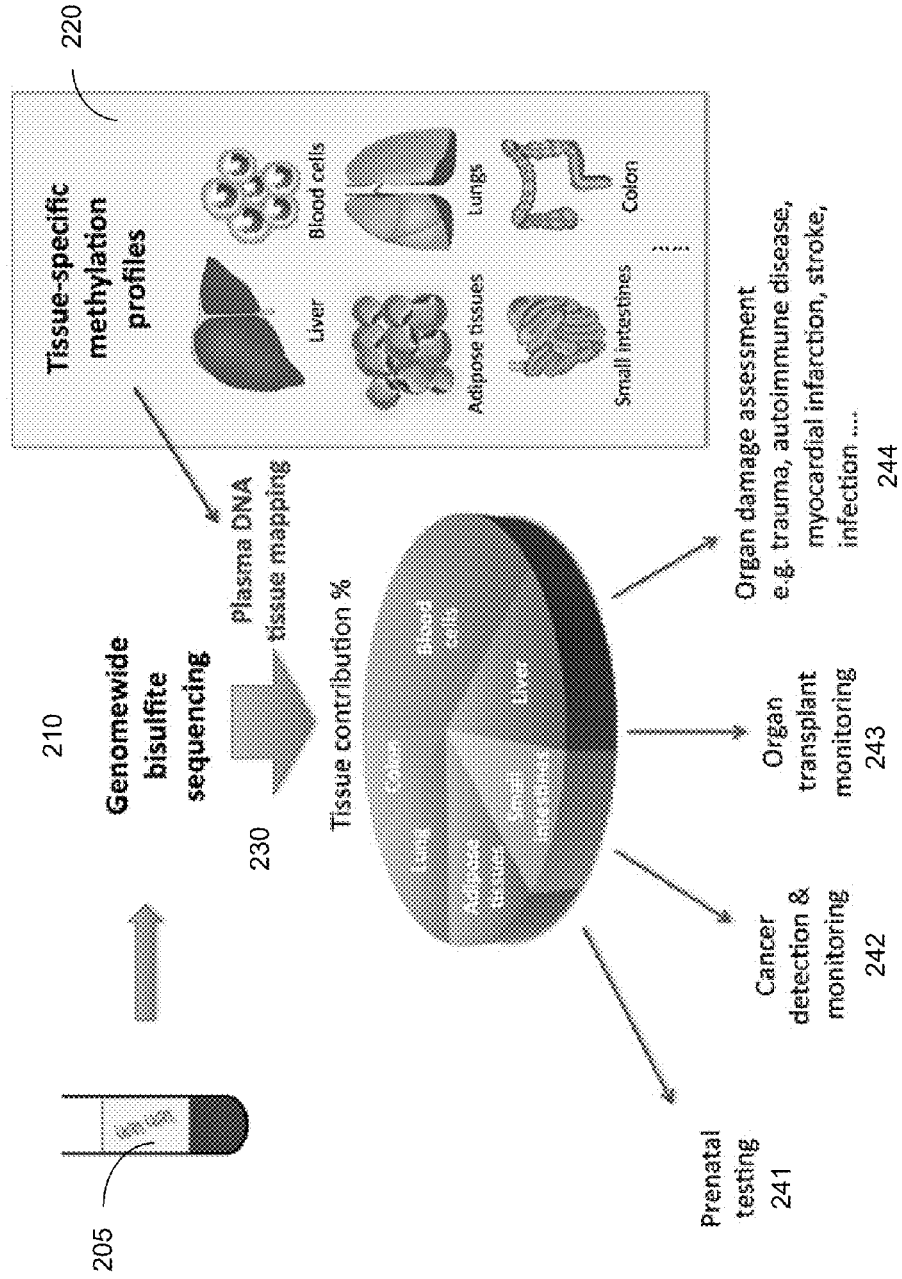 205
210
Genomewide
bisulfite
sequencing
220
Tissue-specific
methylation
profiles
Liver
Blood cells
Adipose tissues
Lungs
Small intestines
Colon
230
Plasma DNA
tissue mapping
Tissue contribution %
Blood
cells
Liver
Small
intestines
Adipose
tissues
Colon
Prenatal
testing
241
Cancer
detection &
monitoring
242
Organ
transplant
monitoring
243
Organ damage assessment
e.g. trauma, autoimmune disease,
myocardial infarction, stroke,
infection ....
244